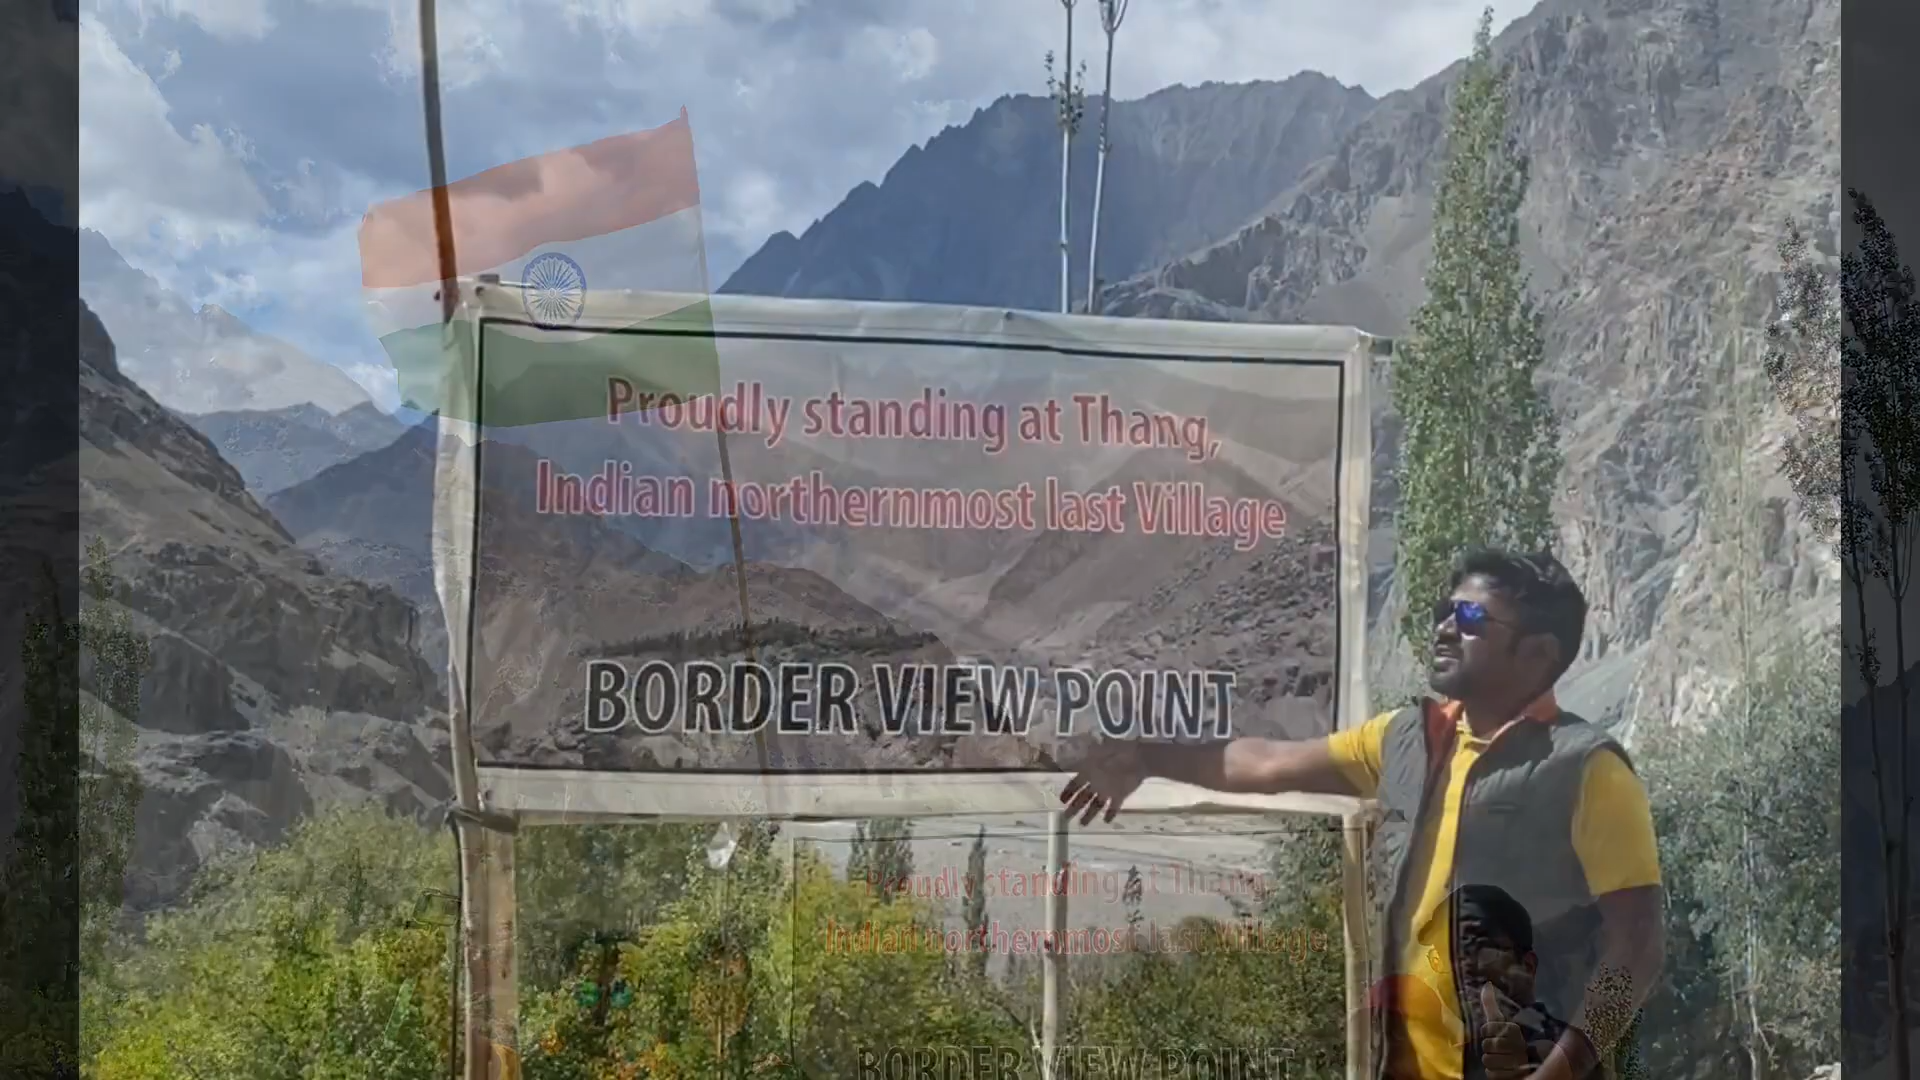 Proudly standing at Thang,
Indian northernmost last Village
BORDER VIEW POINT
Proudly standing at Thang,
Indian northernmost last Village
BORDER VIEW POINT